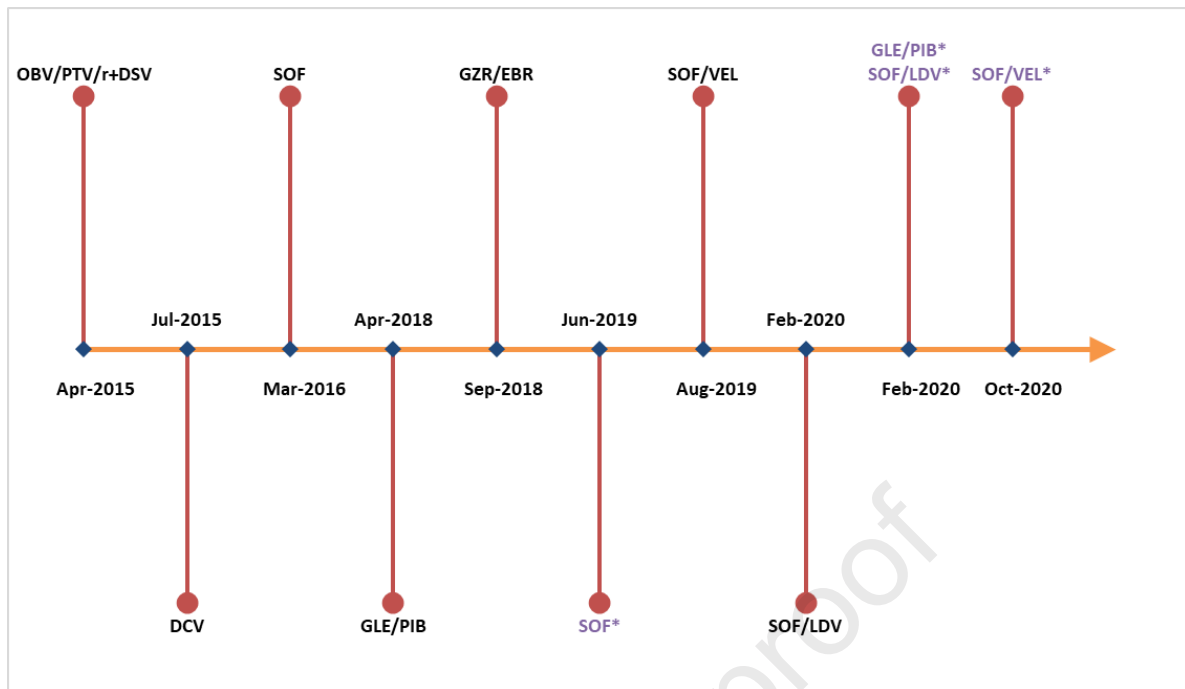 GLE/PIB*
OBV/PTV/r+DSV
SOF
GZR/EBR
SOF/VEL
SOF/LDV*
SOF/VEL*
Jul-2015
Apr-2018
Jun-2019
Feb-2020
Apr-2015
Mar-2016
Sep-2018
Aug-2019
Feb-2020
Oct-2020
DCV
GLE/PIB
SOF*
SOF/LDV
proof